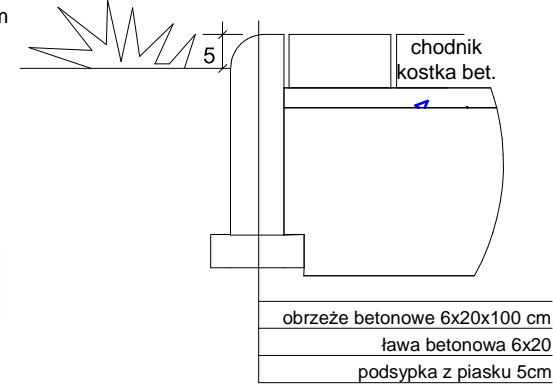 m
5
chodnik
kostka bet.
obrzeże betonowe 6x20x100 cm
ława betonowa 6x20
podsypka z piasku 5cm